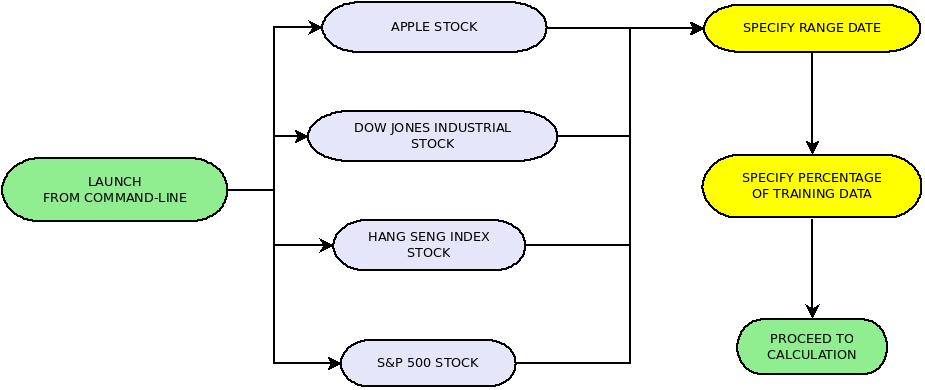 LAUNCH
FROM COMMAND-LINE
APPLE STOCK
DOW JONES INDUSTRIAL
STOCK
HANG SENG INDEX
STOCK
S&P 500 STOCK
SPECIFY RANGE DATE
SPECIFY PERCENTAGE
OF TRAINING DATA
PROCEED TO
CALCULATION